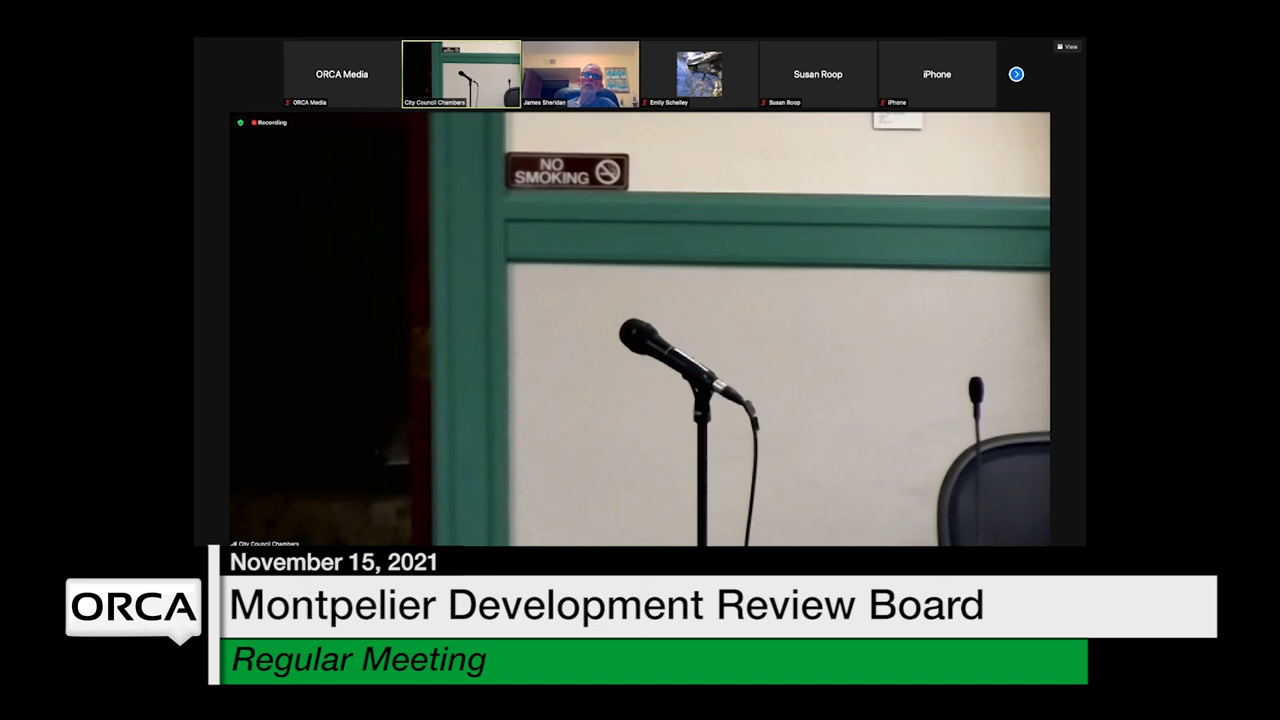 View
ORCA Media
Susan Roop
iPhone
ORCA Media
City Council Chambers
James Sheridan
Emily Schelley
Susan Roop
iPhone
Recording
NO
SMOKING
City Council Chambers
November 15, 2021
ORCA
Montpelier Development Review Board
Regular Meeting